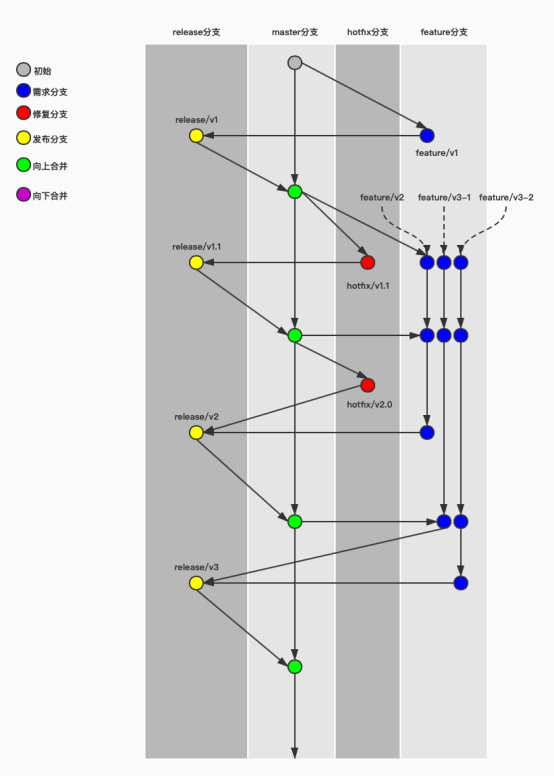 release分支 master分支 hotfix分支 feature分支
初始
需求分支
修复分支
发布分支
向上合并
向下合并
release/v1
feature/v1
feature/v2 feature/v3-1 feature/v3-2
release/v1.1
hotfix/v1.1
hotfix/v2.0
release/v2
release/v3